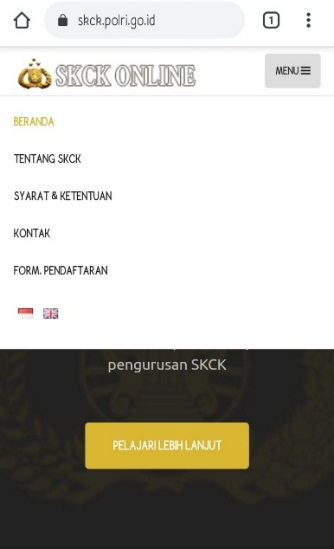 skck.polri.go.id
1
SKCK ONLINE
MENU
BERANDA
TENTANG SKCK
SYARAT & KETENTUAN
KONTAK
FORM. PENDAFTARAN
pengurusan SKCK
PELAJARI LEBIH LANJUT